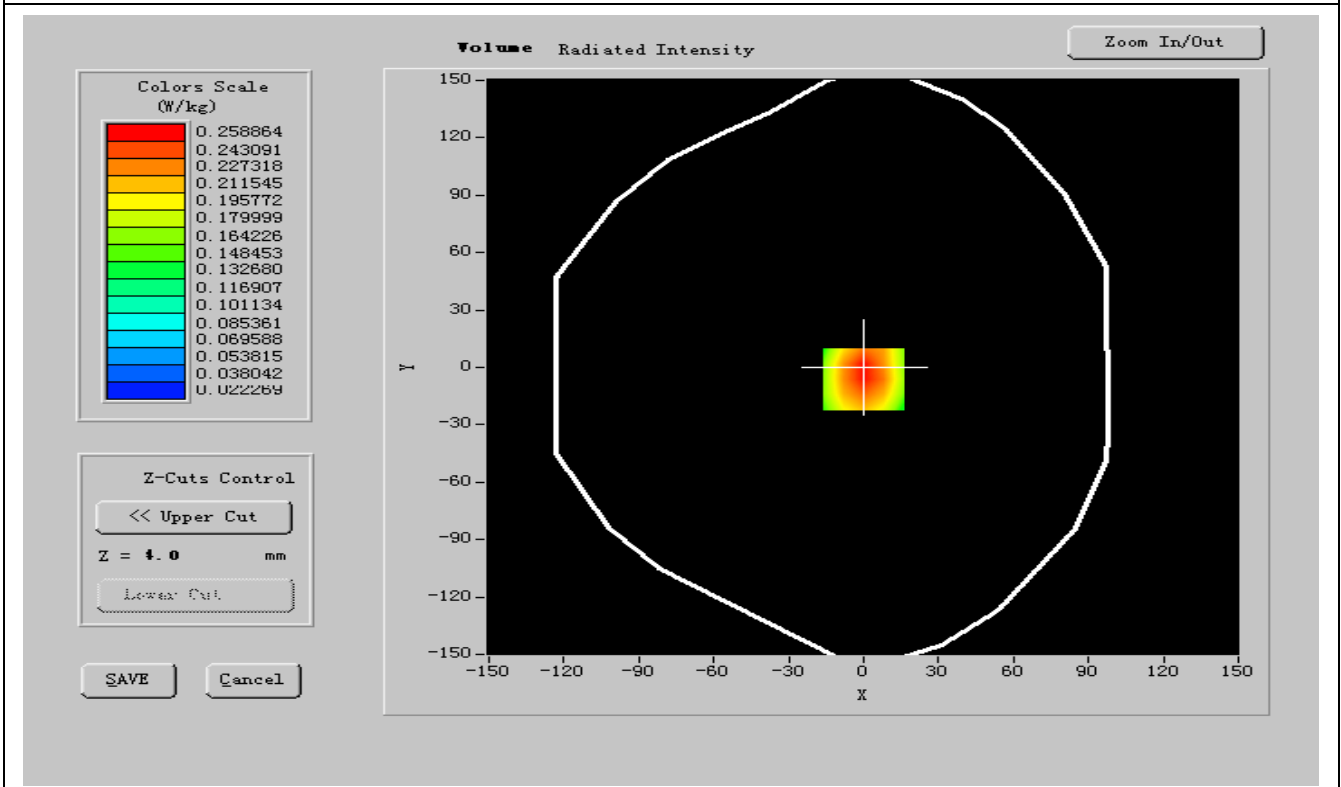 Volume Radiated Intensity
Zoom In/Out
Colors Scale
(W/kg)
0.258864
0.243091
0.227318
0.211545
0.195772
0.179999
0.164226
0.148453
0.132680
0.116907
0.101134
0.085361
0.069588
0.053815
0.038042
0.022269
Z-Cuts Control
<< Upper Cut
Z = 4.0 mm
Lower Cut
SAVE
Cancel
150
120
90
60
30
0
-30
-60
-90
-120
-150
Y
-150 -120 -90 -60 -30 0 30 60 90 120 150
X